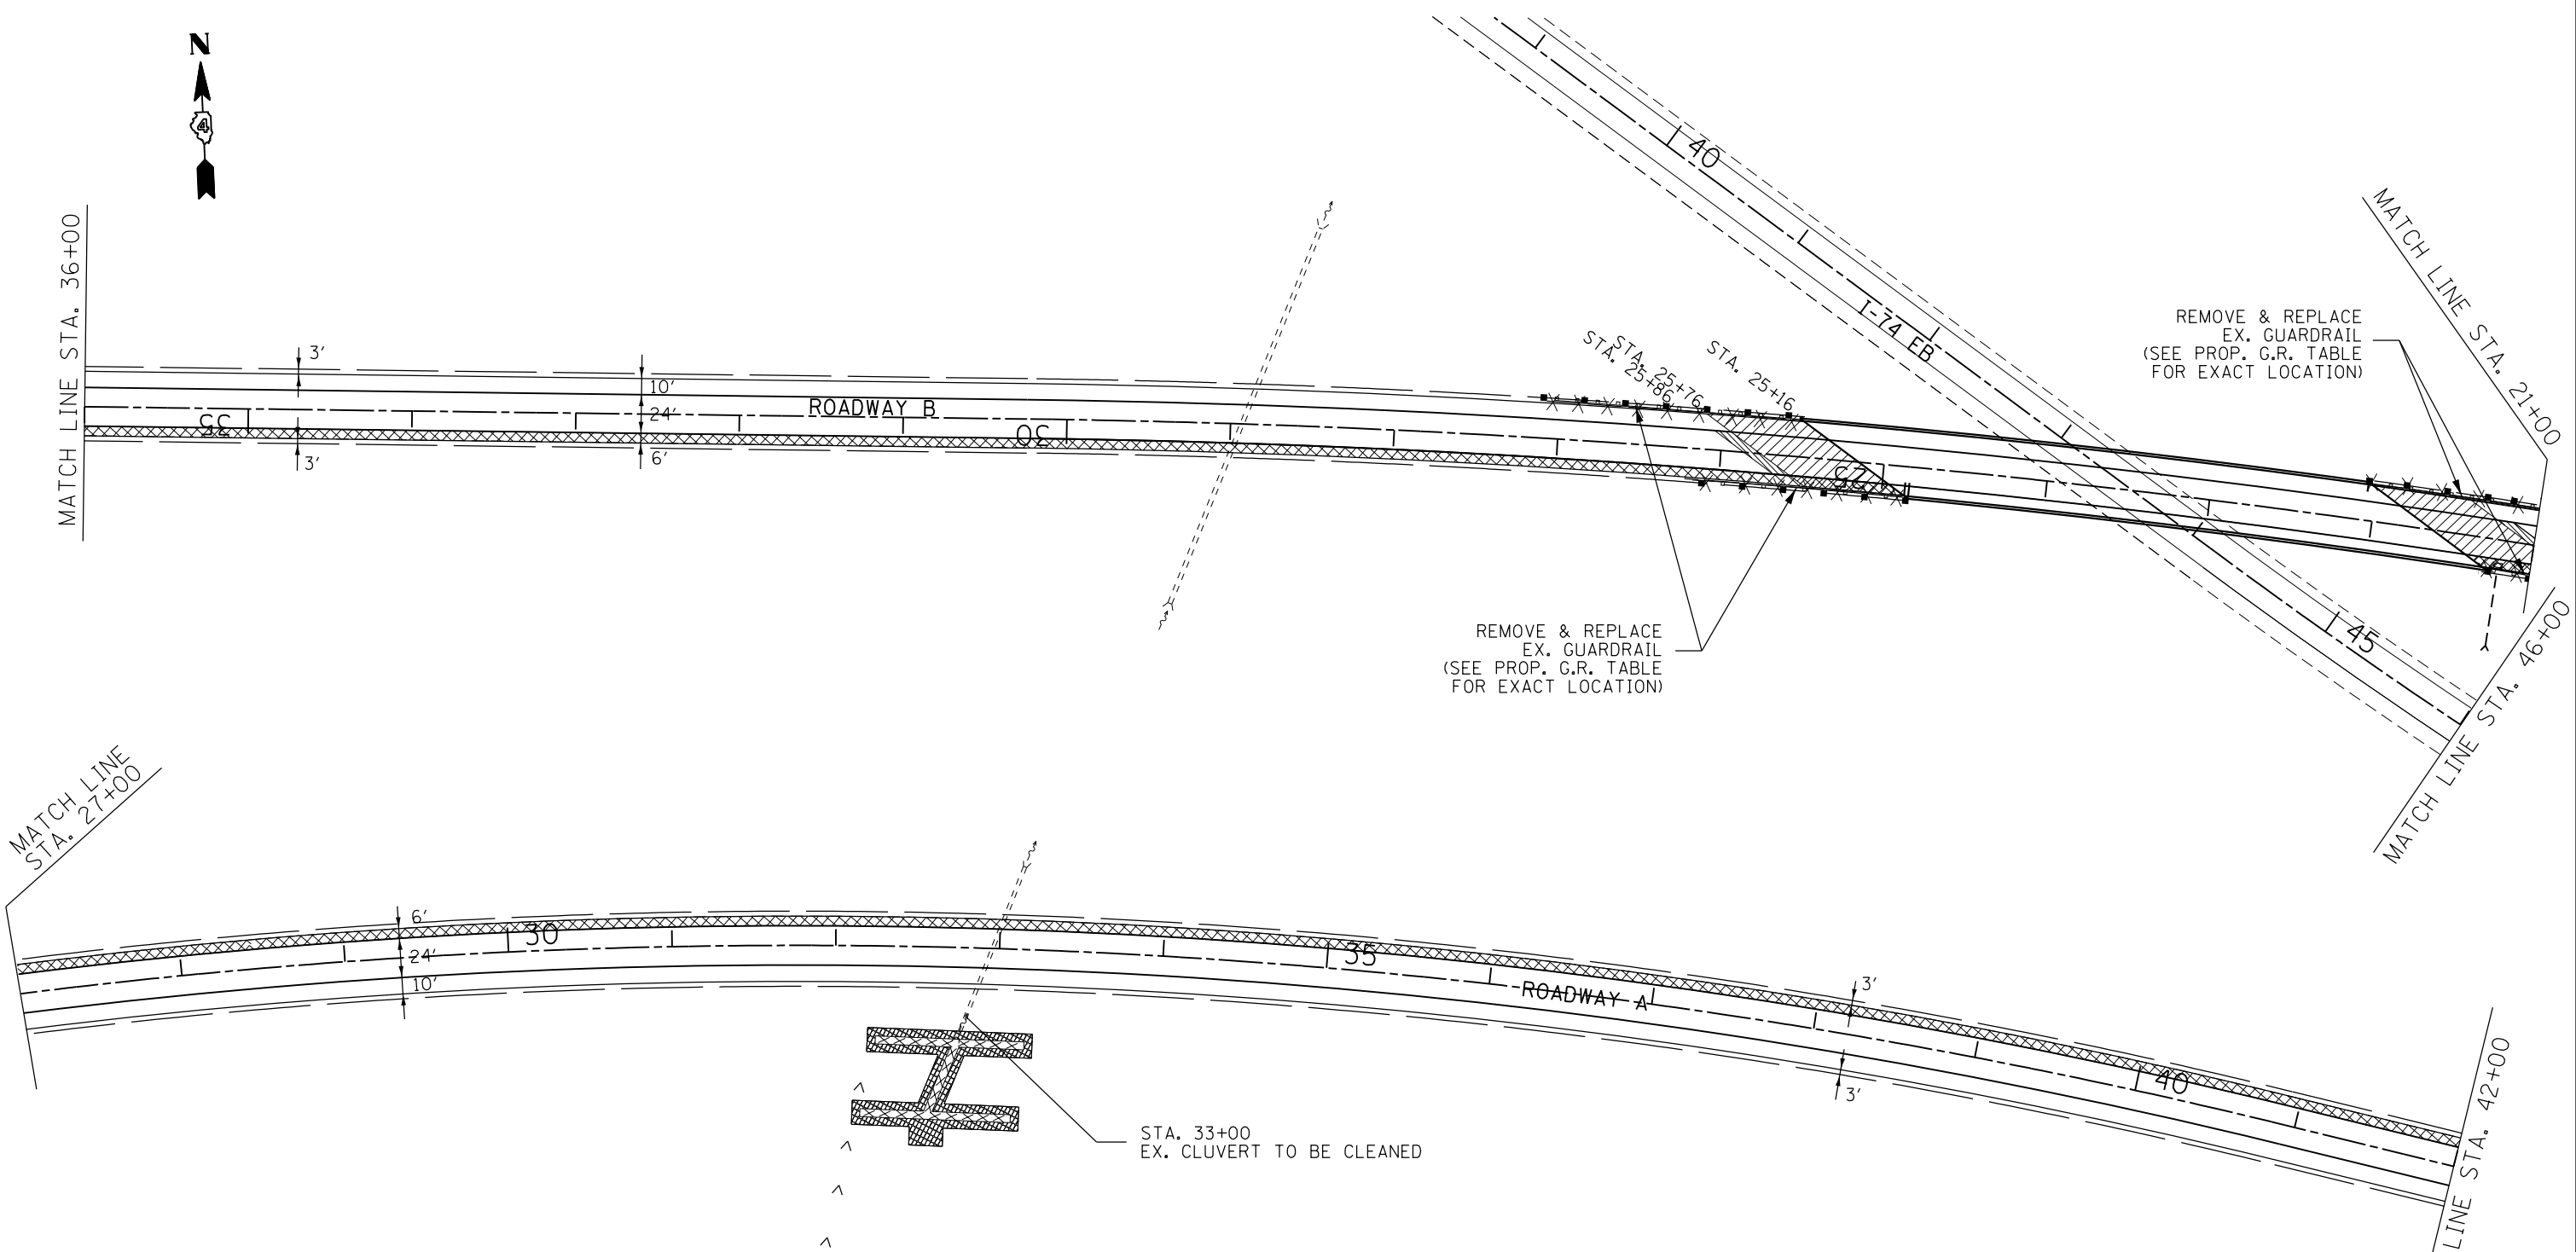 N
4
MATCH LINE STA. 36+00
3'
3'
10'
24'
6'
35
ROADWAY B
30
STA. 25+86
STA. 25+76
STA. 25+16
25
40
I-74 EB
45
REMOVE & REPLACE
EX. GUARDRAIL
(SEE PROP. G.R. TABLE
FOR EXACT LOCATION)
MATCH LINE STA. 21+00
REMOVE & REPLACE
EX. GUARDRAIL
(SEE PROP. G.R. TABLE
FOR EXACT LOCATION)
MATCH LINE STA. 46+00
MATCH LINE
STA. 27+00
6'
24'
10'
30
35
ROADWAY A
3'
3'
40
STA. 33+00
EX. CLUVERT TO BE CLEANED
LINE STA. 42+00